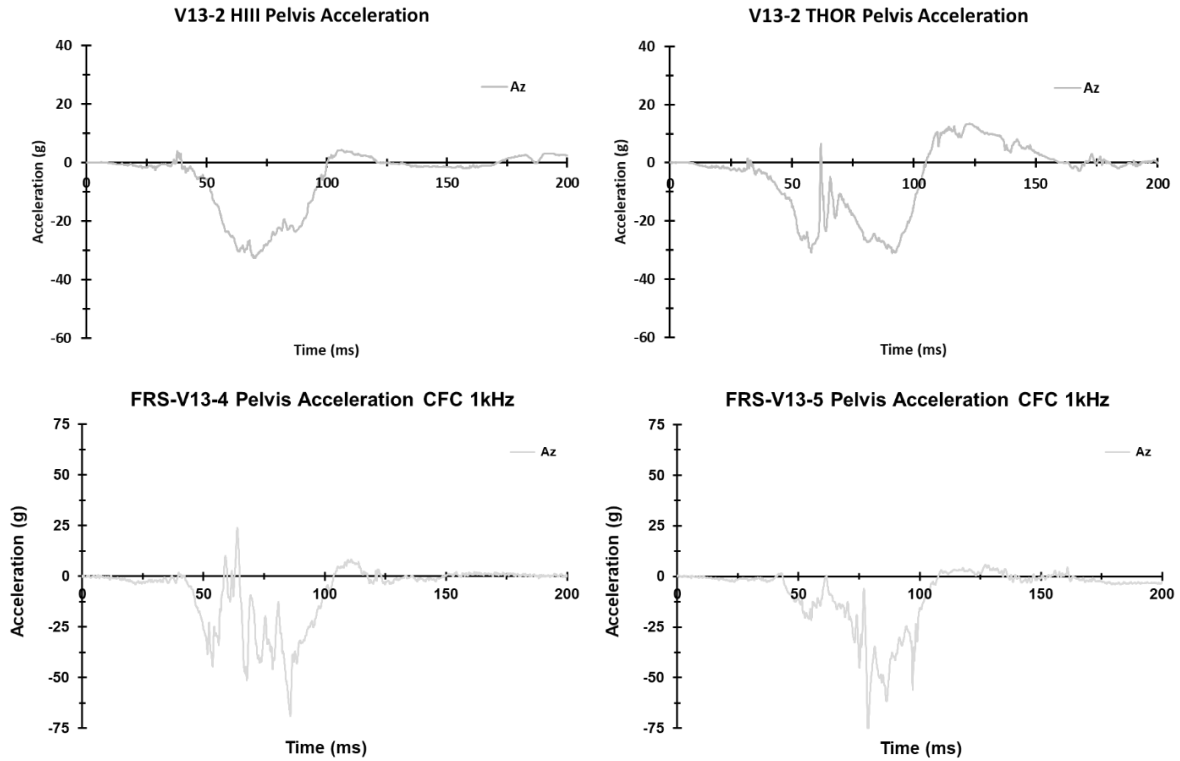 V13-2 HIII Pelvis Acceleration
40
20
0
-20
-40
-60
0
50
100
150
200
Acceleration (g)
Time (ms)
Az
V13-2 THOR Pelvis Acceleration
40
20
0
-20
-40
-60
0
50
100
150
200
Acceleration (g)
Time (ms)
Az
FRS-V13-4 Pelvis Acceleration CFC 1kHz
75
50
25
0
-25
-50
-75
0
50
100
150
200
Acceleration (g)
Time (ms)
Az
FRS-V13-5 Pelvis Acceleration CFC 1kHz
75
50
25
0
-25
-50
-75
0
50
100
150
200
Acceleration (g)
Time (ms)
Az